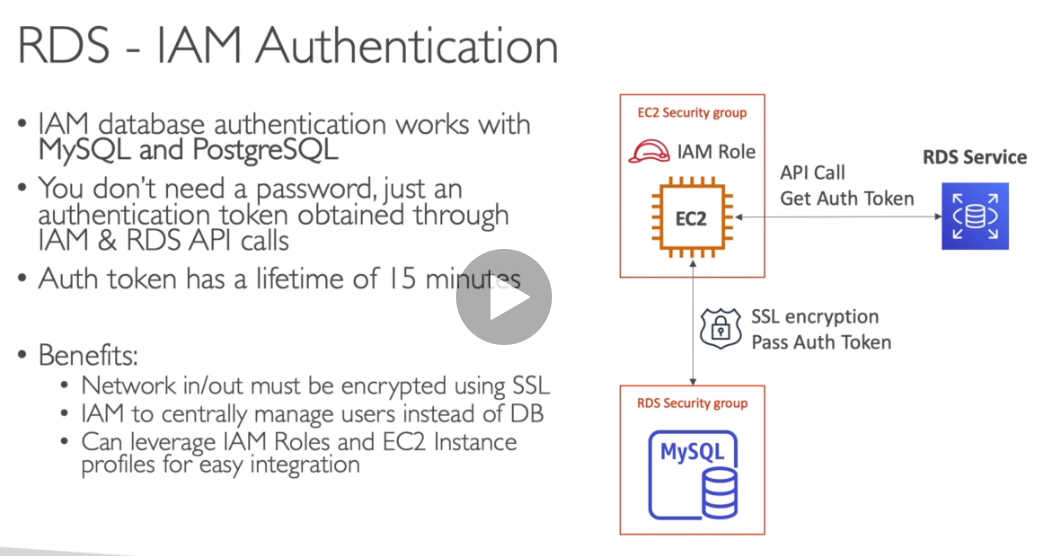 RDS - IAM Authentication
• IAM database authentication works with
MySQL and PostgreSQL
• You don't need a password, just an
authentication token obtained through
IAM & RDS API calls
• Auth token has a lifetime of 15 minutes
• Benefits:
• Network in/out must be encrypted using SSL
• IAM to centrally manage users instead of DB
• Can leverage IAM Roles and EC2 Instance
profiles for easy integration
EC2 Security group
IAM Role
EC2
API Call
Get Auth Token
RDS Service
SSL encryption
Pass Auth Token
RDS Security group
MySQL